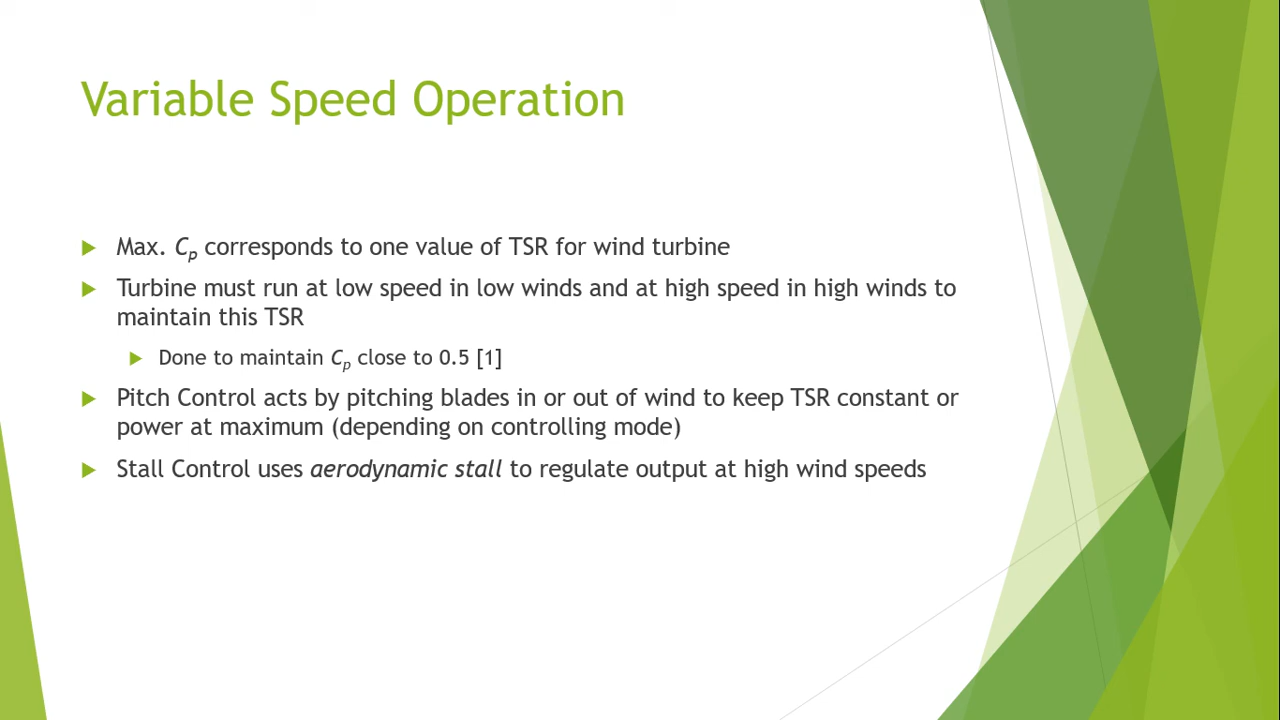 Variable Speed Operation
Max. Cp corresponds to one value of TSR for wind turbine
Turbine must run at low speed in low winds and at high speed in high winds to
maintain this TSR
Done to maintain Cp close to 0.5 [1]
Pitch Control acts by pitching blades in or out of wind to keep TSR constant or
power at maximum (depending on controlling mode)
Stall Control uses aerodynamic stall to regulate output at high wind speeds